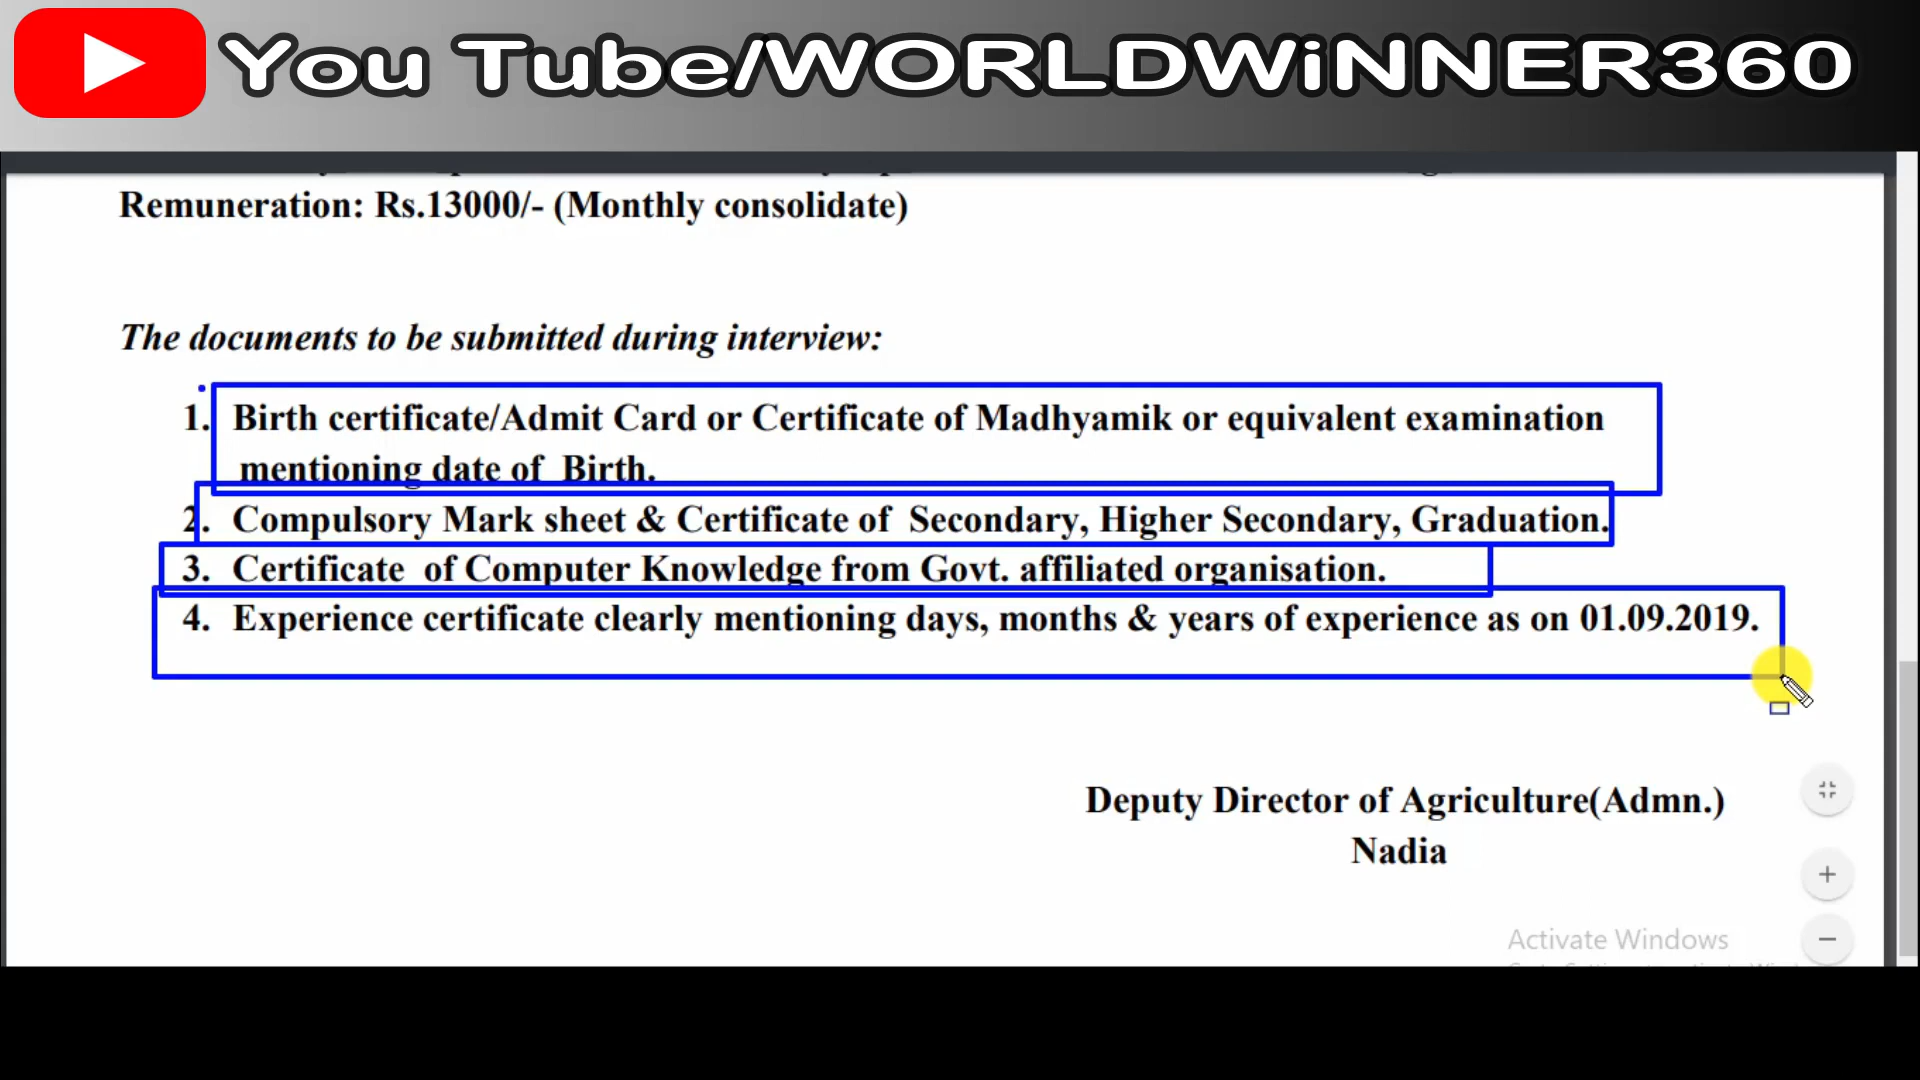 You Tube/WORLDWiNNER360
Remuneration: Rs.13000/- (Monthly consolidate)
The documents to be submitted during interview:
1. Birth certificate/Admit Card or Certificate of Madhyamik or equivalent examination
mentioning date of Birth.
2. Compulsory Mark sheet & Certificate of Secondary, Higher Secondary, Graduation.
3. Certificate of Computer Knowledge from Govt. affiliated organisation.
4. Experience certificate clearly mentioning days, months & years of experience as on 01.09.2019.
Deputy Director of Agriculture(Admn.)
Nadia
Activate Windows